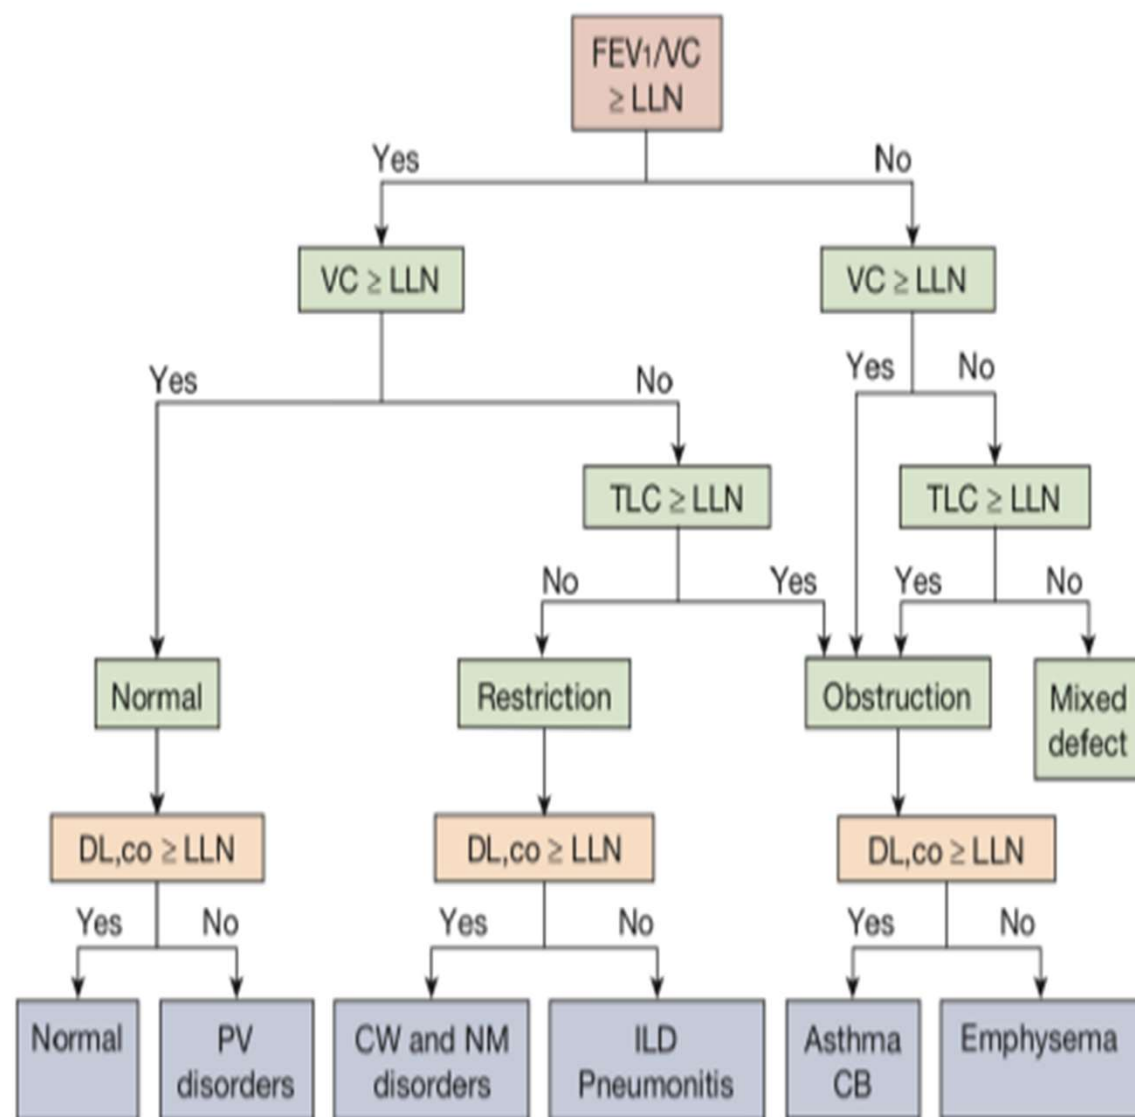 FEV1/VC
≥ LLN
Yes
No
VC ≥ LLN
VC ≥ LLN
Yes
No
Yes
No
TLC ≥ LLN
TLC ≥ LLN
No
Yes
Yes
No
Normal
Restriction
Obstruction
Mixed
defect
DL,co ≥ LLN
DL,co ≥ LLN
DL,co ≥ LLN
Yes
No
Yes
No
Yes
No
Normal
PV
disorders
CW and NM
disorders
ILD
Pneumonitis
Asthma
CB
Emphysema